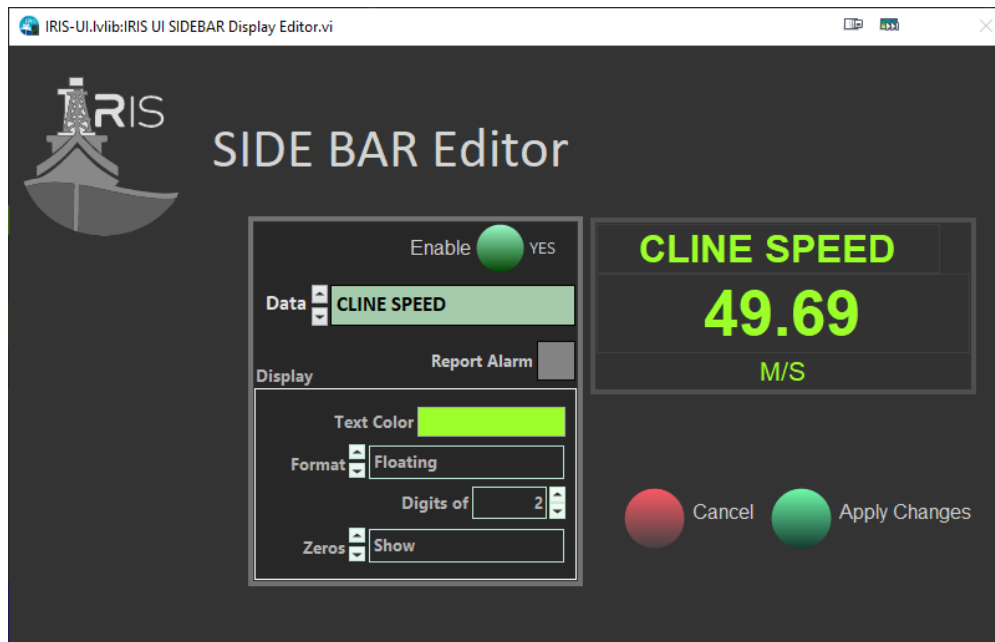 IRIS-UI.lvlib:IRIS UI SIDEBAR Display Editor.vi
IRIS
SIDE BAR Editor
Enable YES
Data CLINE SPEED
Report Alarm
Display
Text Color
Format Floating
Digits of 2
Zeros Show
CLINE SPEED
49.69
M/S
Cancel
Apply Changes